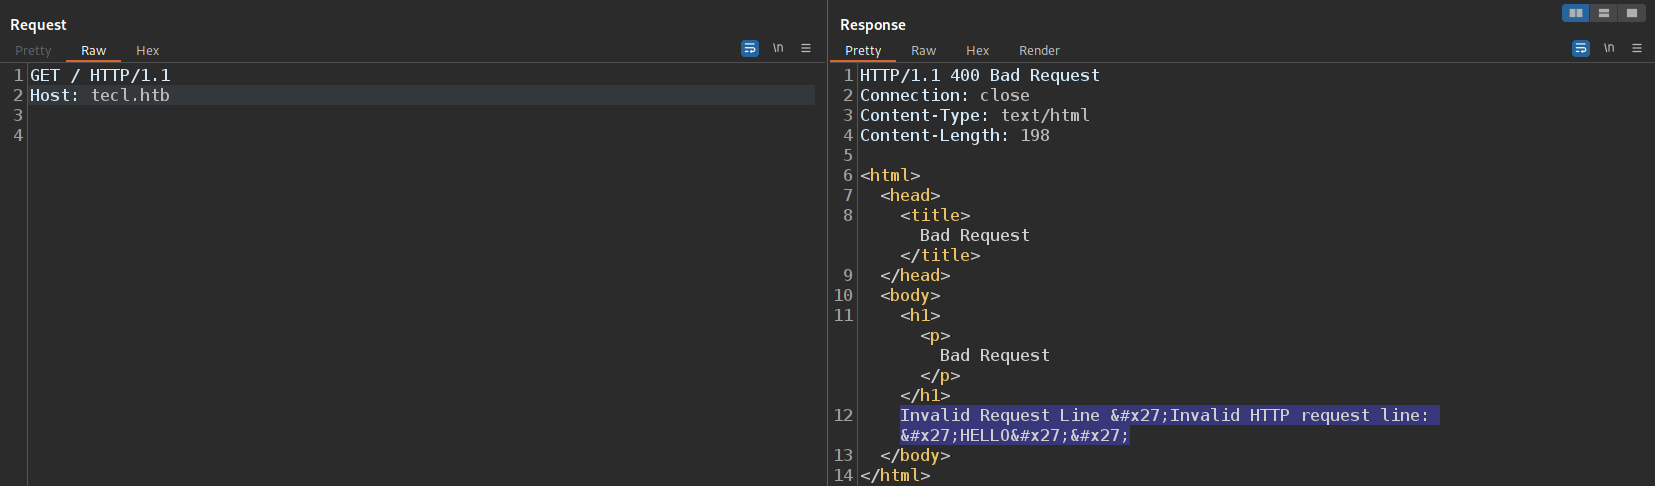 Request
Pretty Raw Hex
\n
1 GET / HTTP/1.1
2 Host: tecl.htb
3
4
Response
Pretty Raw Hex Render
\n
1 HTTP/1.1 400 Bad Request
2 Connection: close
3 Content-Type: text/html
4 Content-Length: 198
5
6 <html>
7 <head>
8 <title>
Bad Request
</title>
9 </head>
10 <body>
11 <h1>
<p>
Bad Request
</p>
</h1>
12 Invalid Request Line &#x27;Invalid HTTP request line:
&#x27;HELLO&#x27;&#x27;
13 </body>
14 </html>